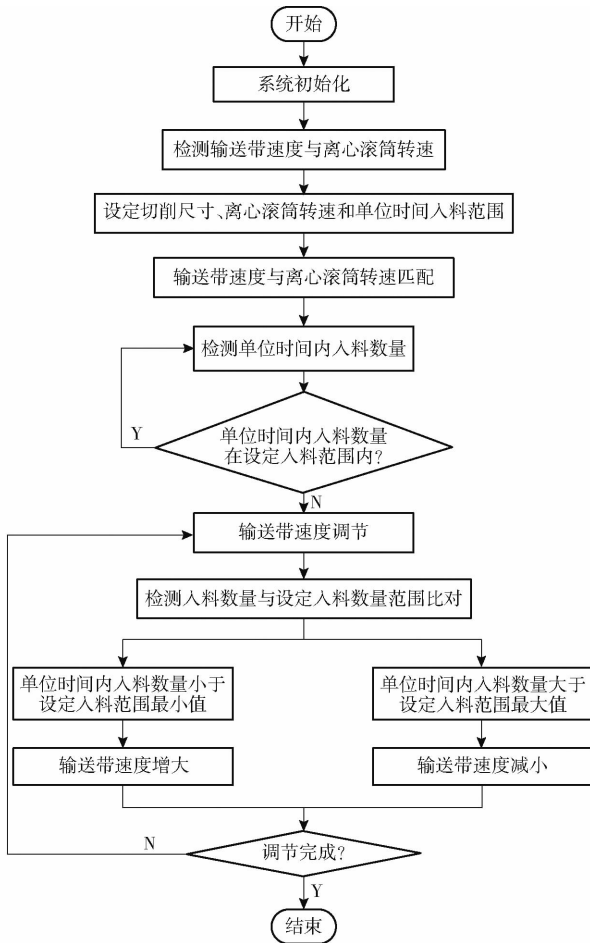 开始
系统初始化
检测输送带速度与离心滚筒转速
设定切削尺寸、离心滚筒转速和单位时间入料范围
输送带速度与离心滚筒转速匹配
检测单位时间内入料数量
单位时间内入料数量
在设定入料范围内?
Y
N
输送带速度调节
检测入料数量与设定入料数量范围比对
单位时间内入料数量小于
设定入料范围最小值
单位时间内入料数量大于
设定入料范围最大值
输送带速度增大
输送带速度减小
调节完成?
N
Y
结束